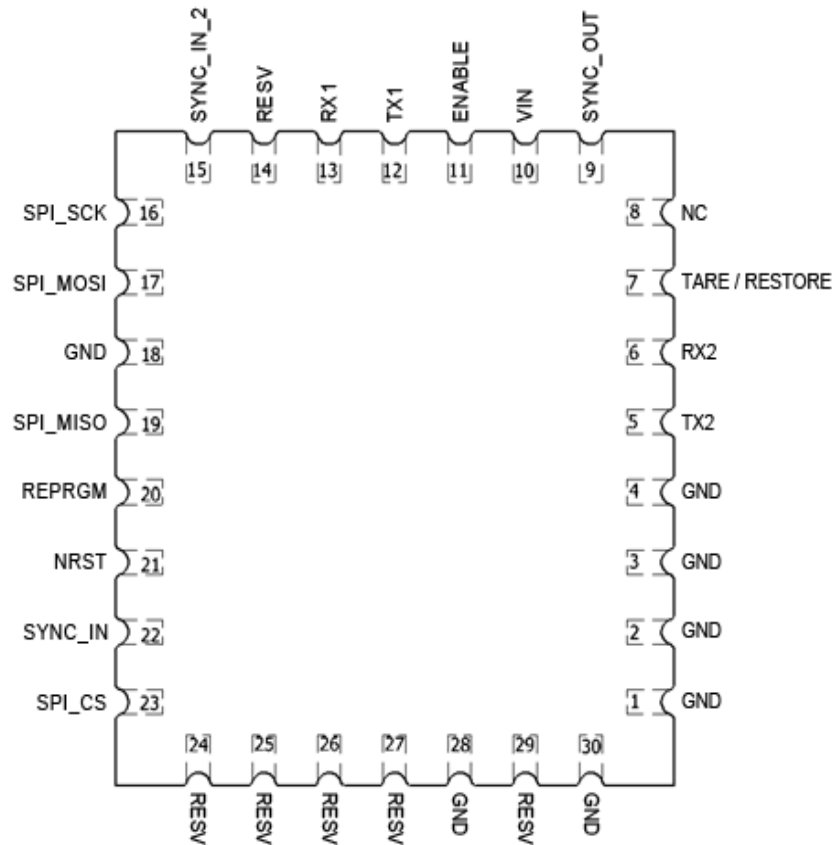 SYNC_IN_2
RESV
RX1
TX1
ENABLE
VIN
SYNC_OUT
15
14
13
12
11
10
9
SPI_SCK 16
8 NC
SPI_MOSI 17
7 TARE / RESTORE
GND 18
6 RX2
SPI_MISO 19
5 TX2
REPRGM 20
4 GND
NRST 21
3 GND
SYNC_IN 22
2 GND
SPI_CS 23
1 GND
24
25
26
27
28
29
30
RESV
RESV
RESV
RESV
GND
RESV
GND